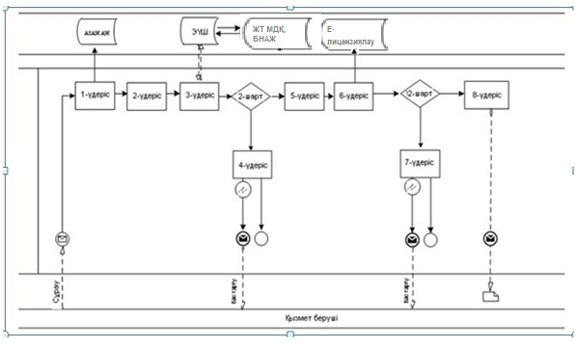 ЭҮШ
ЖТ МДҚ,
БНАЖ
Е-
лицензиялау
1-үдеріс
2-үдеріс
3-үдеріс
2-шарт
5-үдеріс
6-үдеріс
2-шарт
8-үдеріс
4-үдеріс
7-үдеріс
Сұрау
Қызмет беруші